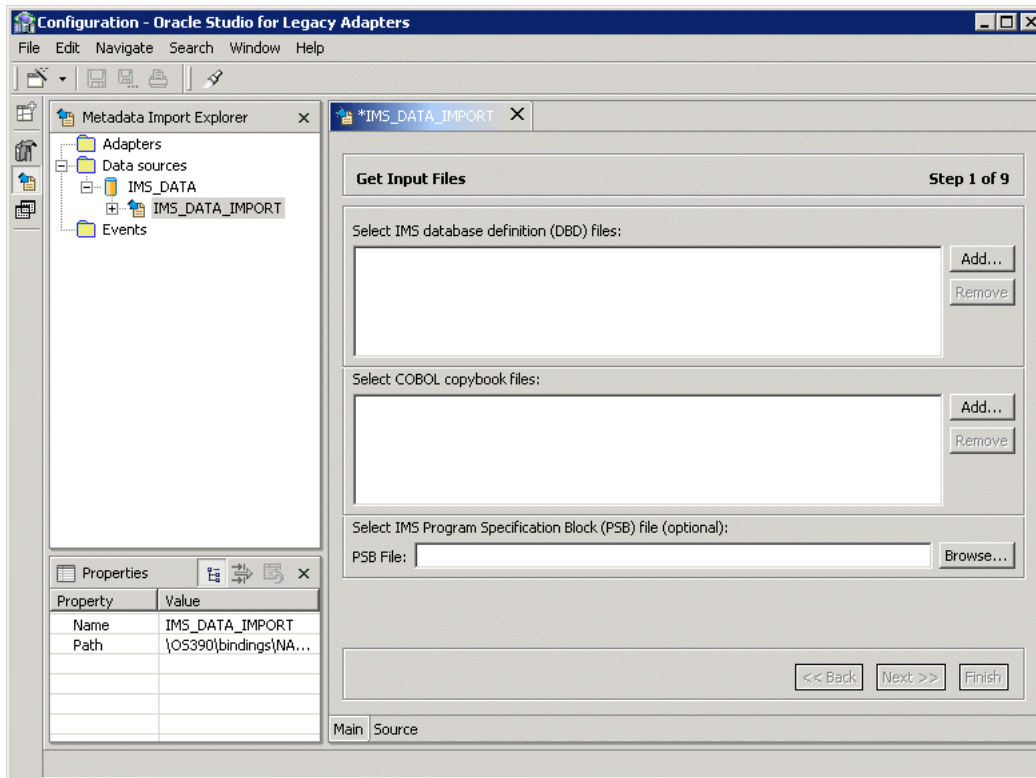 Configuration - Oracle Studio for Legacy Adapters
File Edit Navigate Search Window Help
Metadata Import Explorer
Adapters
Data sources
IMS_DATA
IMS_DATA_IMPORT
Events
*IMS_DATA_IMPORT
Get Input Files Step 1 of 9
Select IMS database definition (DBD) files:
Add...
Remove
Select COBOL copybook files:
Add...
Remove
Select IMS Program Specification Block (PSB) file (optional):
PSB File: Browse...
<< Back Next >> Finish
Main Source
Properties
Property Value
Name IMS_DATA_IMPORT
Path \OS390\bindings\NA...